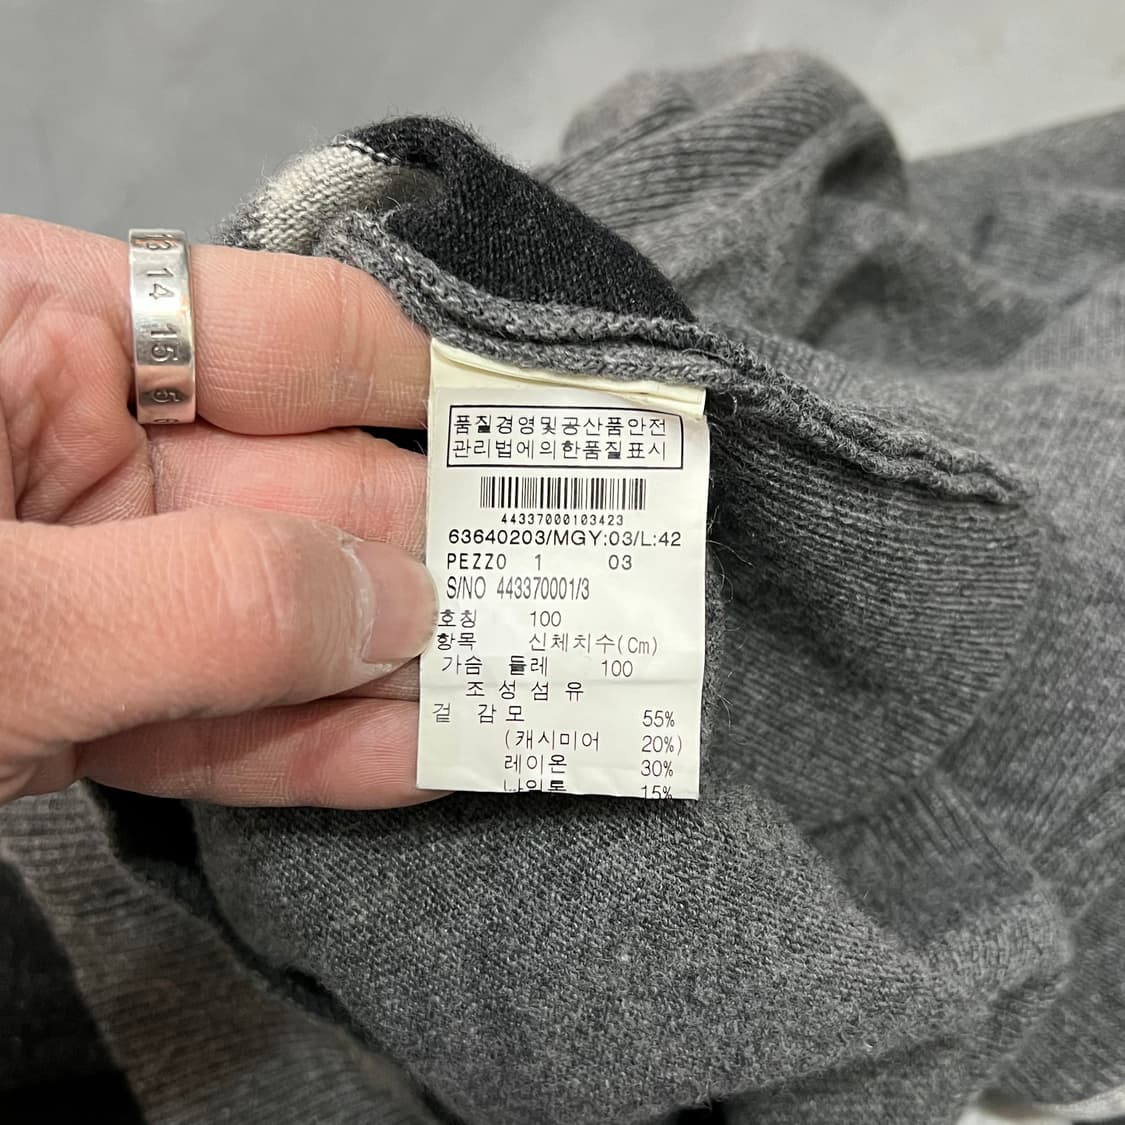 13
14
15
5
6
품질경영및공산품안전
관리법에의한품질표시
44337000103423
63640203/MGY:03/L:42
PEZZO 1 03
S/NO 443370001/3
호칭 100
항목 신체치수(Cm)
가슴 둘레 100
조성섬유
겉감 모 55%
(캐시미어 20%)
레이온 30%
나일론 15%